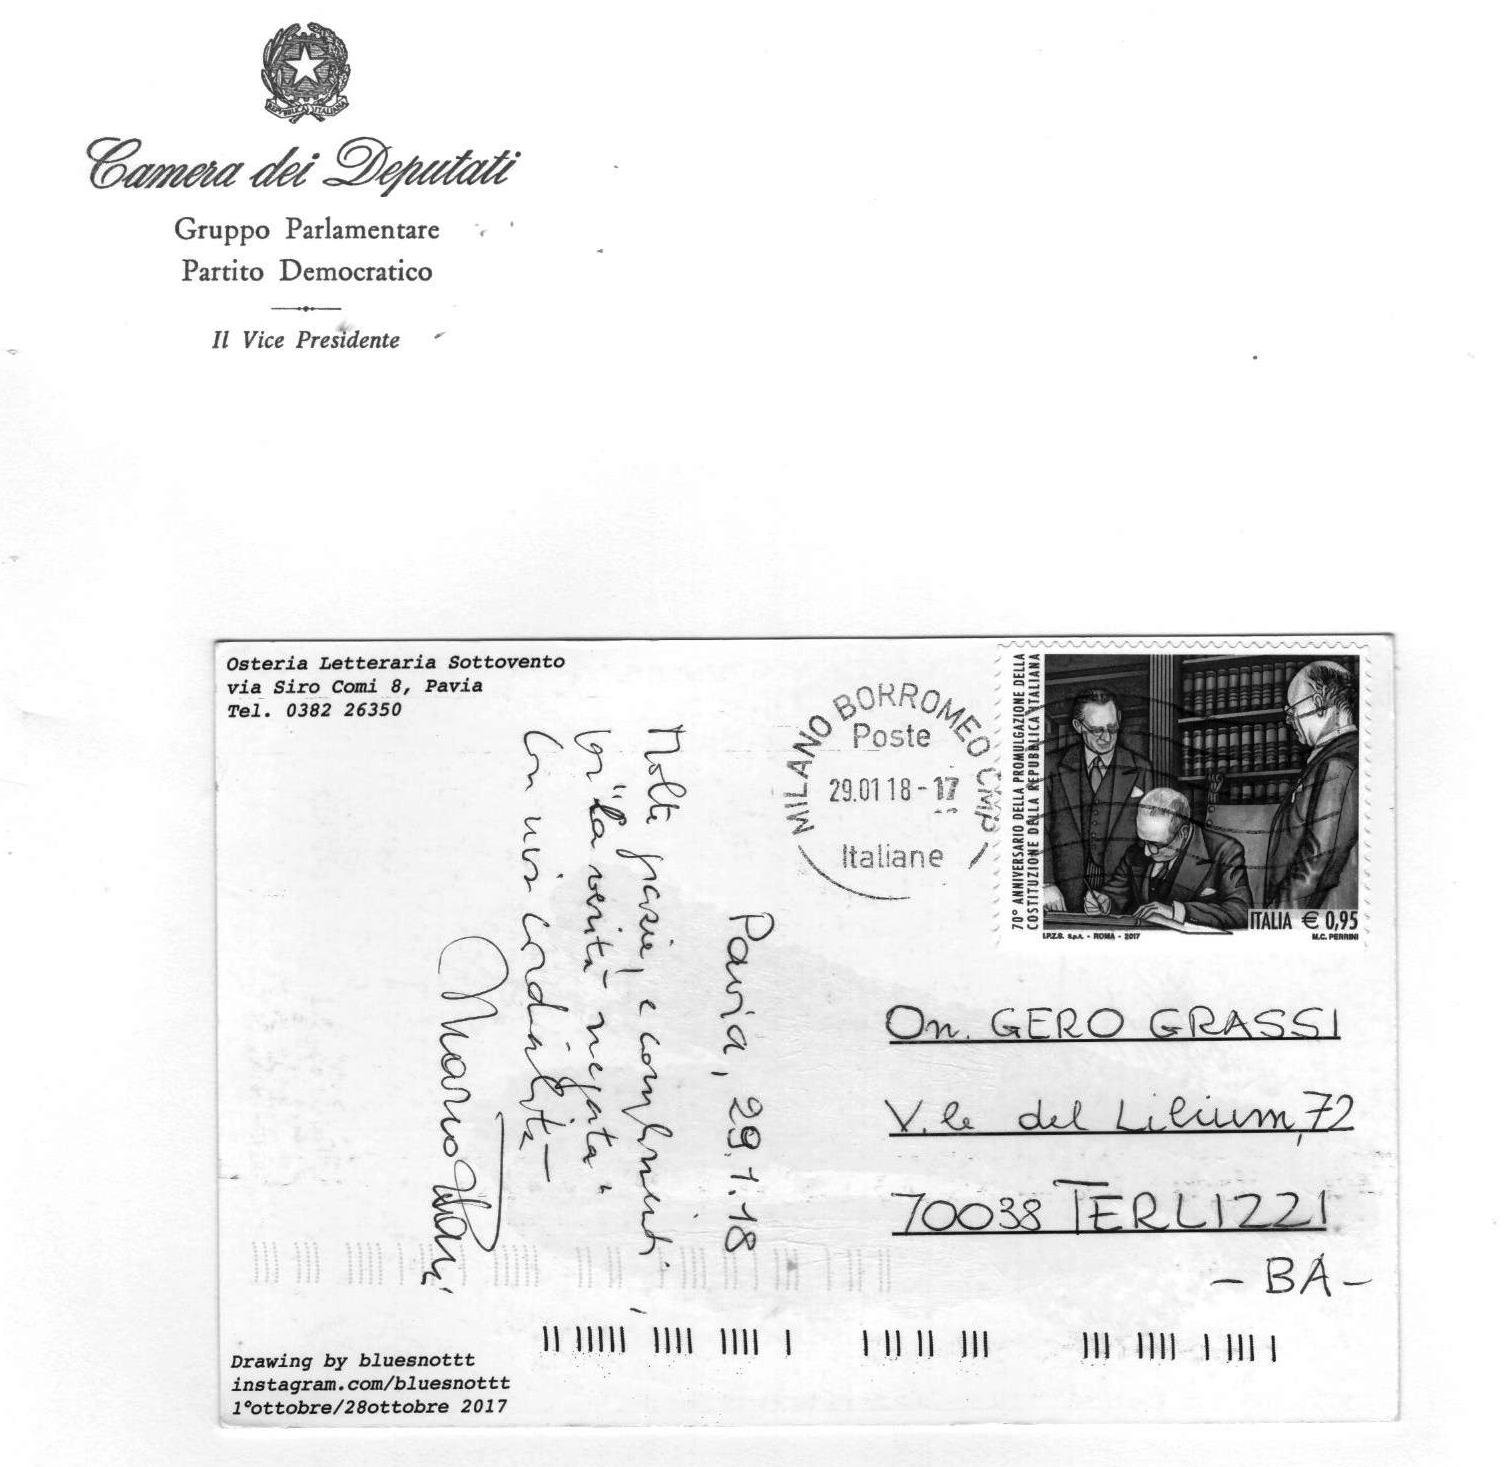 REPVBBLICA ITALIANA
Camera dei Deputati
Gruppo Parlamentare
Partito Democratico
Il Vice Presidente
Osteria Letteraria Sottovento
via Siro Comi 8, Pavia
Tel. 0382 26350
MILANO BORROMEO CMP
Poste
29.01 18 - 17
Italiane
70° ANNIVERSARIO DELLA PROMULGAZIONE DELLA
COSTITUZIONE DELLA REPUBBLICA ITALIANA
ITALIA € 0,95
I.P.Z.S. S.p.A. - ROMA - 2017
M.C. PERRINI
Pavia, 29.1.18
Molte grazie, e complimenti,
per "La verità negata"
Con viva cordialità
On. GERO GRASSI
V.le del Lilium, 72
70038 TERLIZZI
- BA -
Drawing by bluesnottt
instagram.com/bluesnottt
1°ottobre/28ottobre 2017